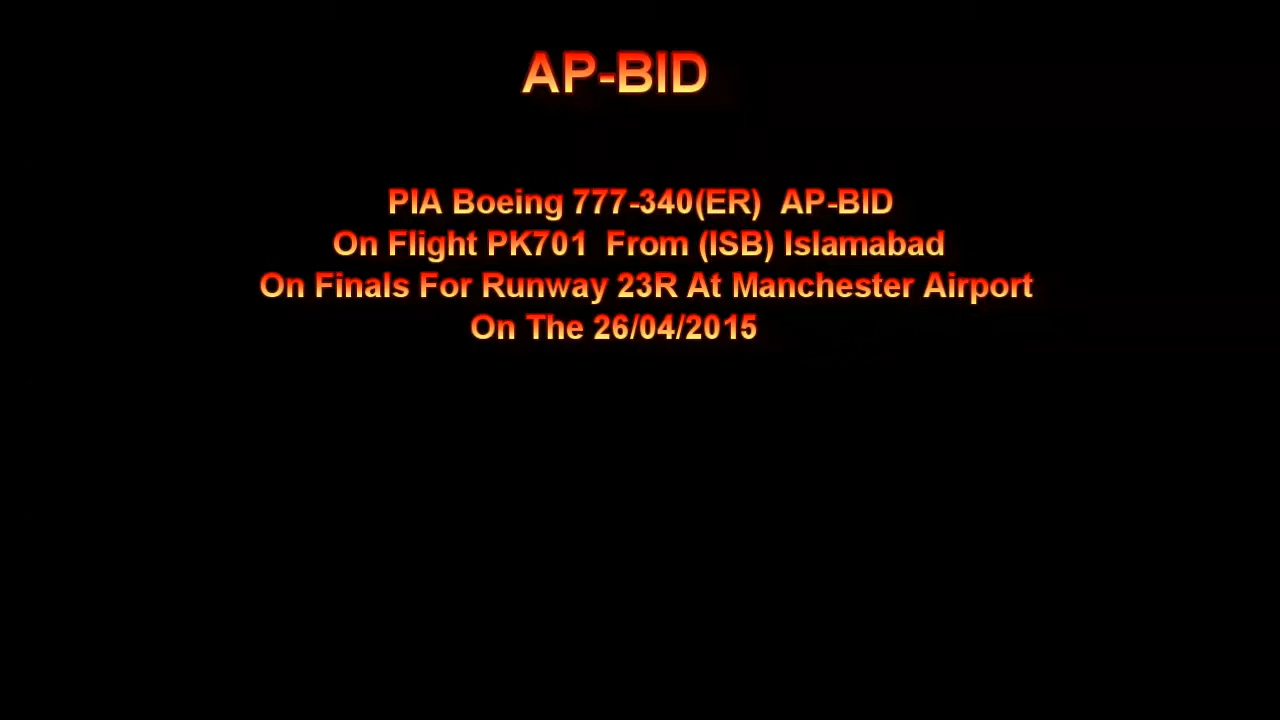 AP-BID
PIA Boeing 777-340(ER) AP-BID
On Flight PK701 From (ISB) Islamabad
On Finals For Runway 23R At Manchester Airport
On The 26/04/2015